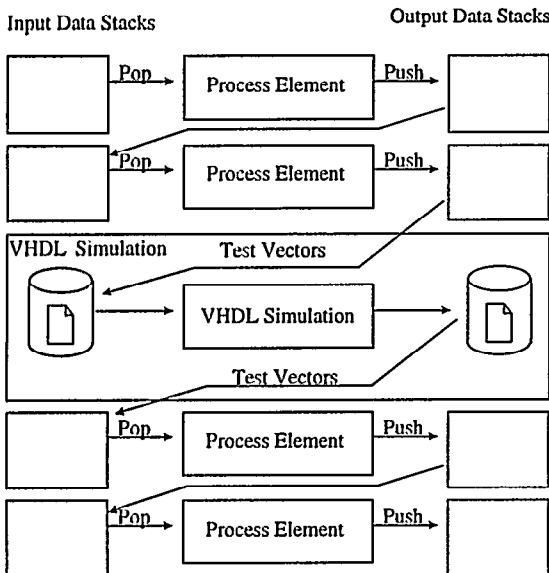 Input Data Stacks
Output Data Stacks
Pop
Process Element
Push
Pop
Process Element
Push
VHDL Simulation
Test Vectors
VHDL Simulation
Test Vectors
Pop
Process Element
Push
Pop
Process Element
Push